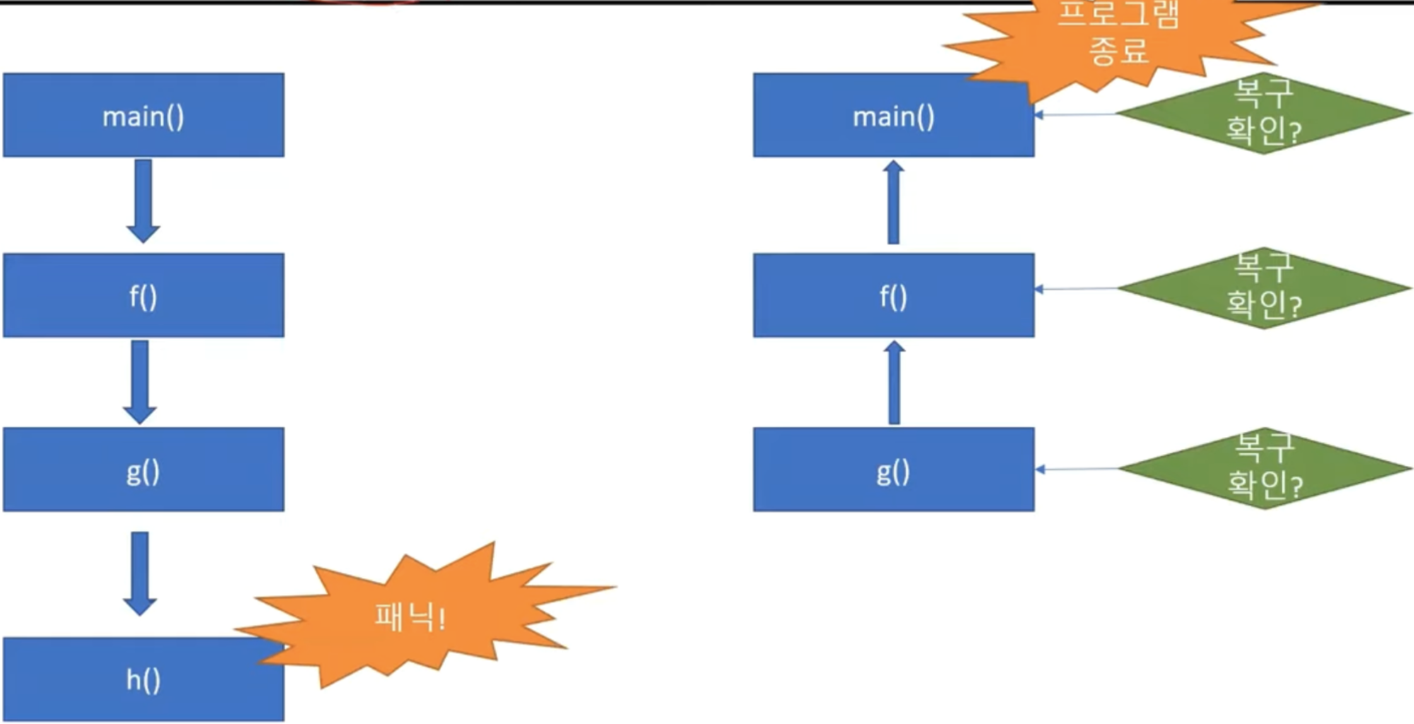 main()
f()
g()
패닉!
h()
프로그램
종료
main()
복구
확인?
f()
복구
확인?
g()
복구
확인?